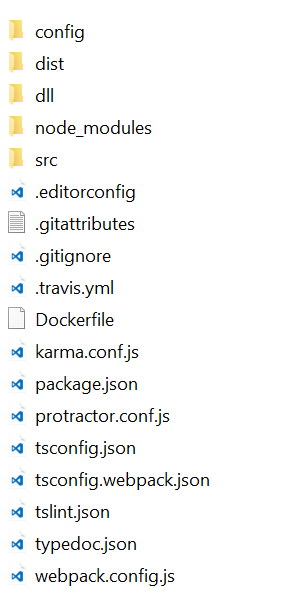 config
dist
dll
node_modules
src
.editorconfig
.gitattributes
.gitignore
.travis.yml
Dockerfile
karma.conf.js
package.json
protractor.conf.js
tsconfig.json
tsconfig.webpack.json
tslint.json
typedoc.json
webpack.config.js